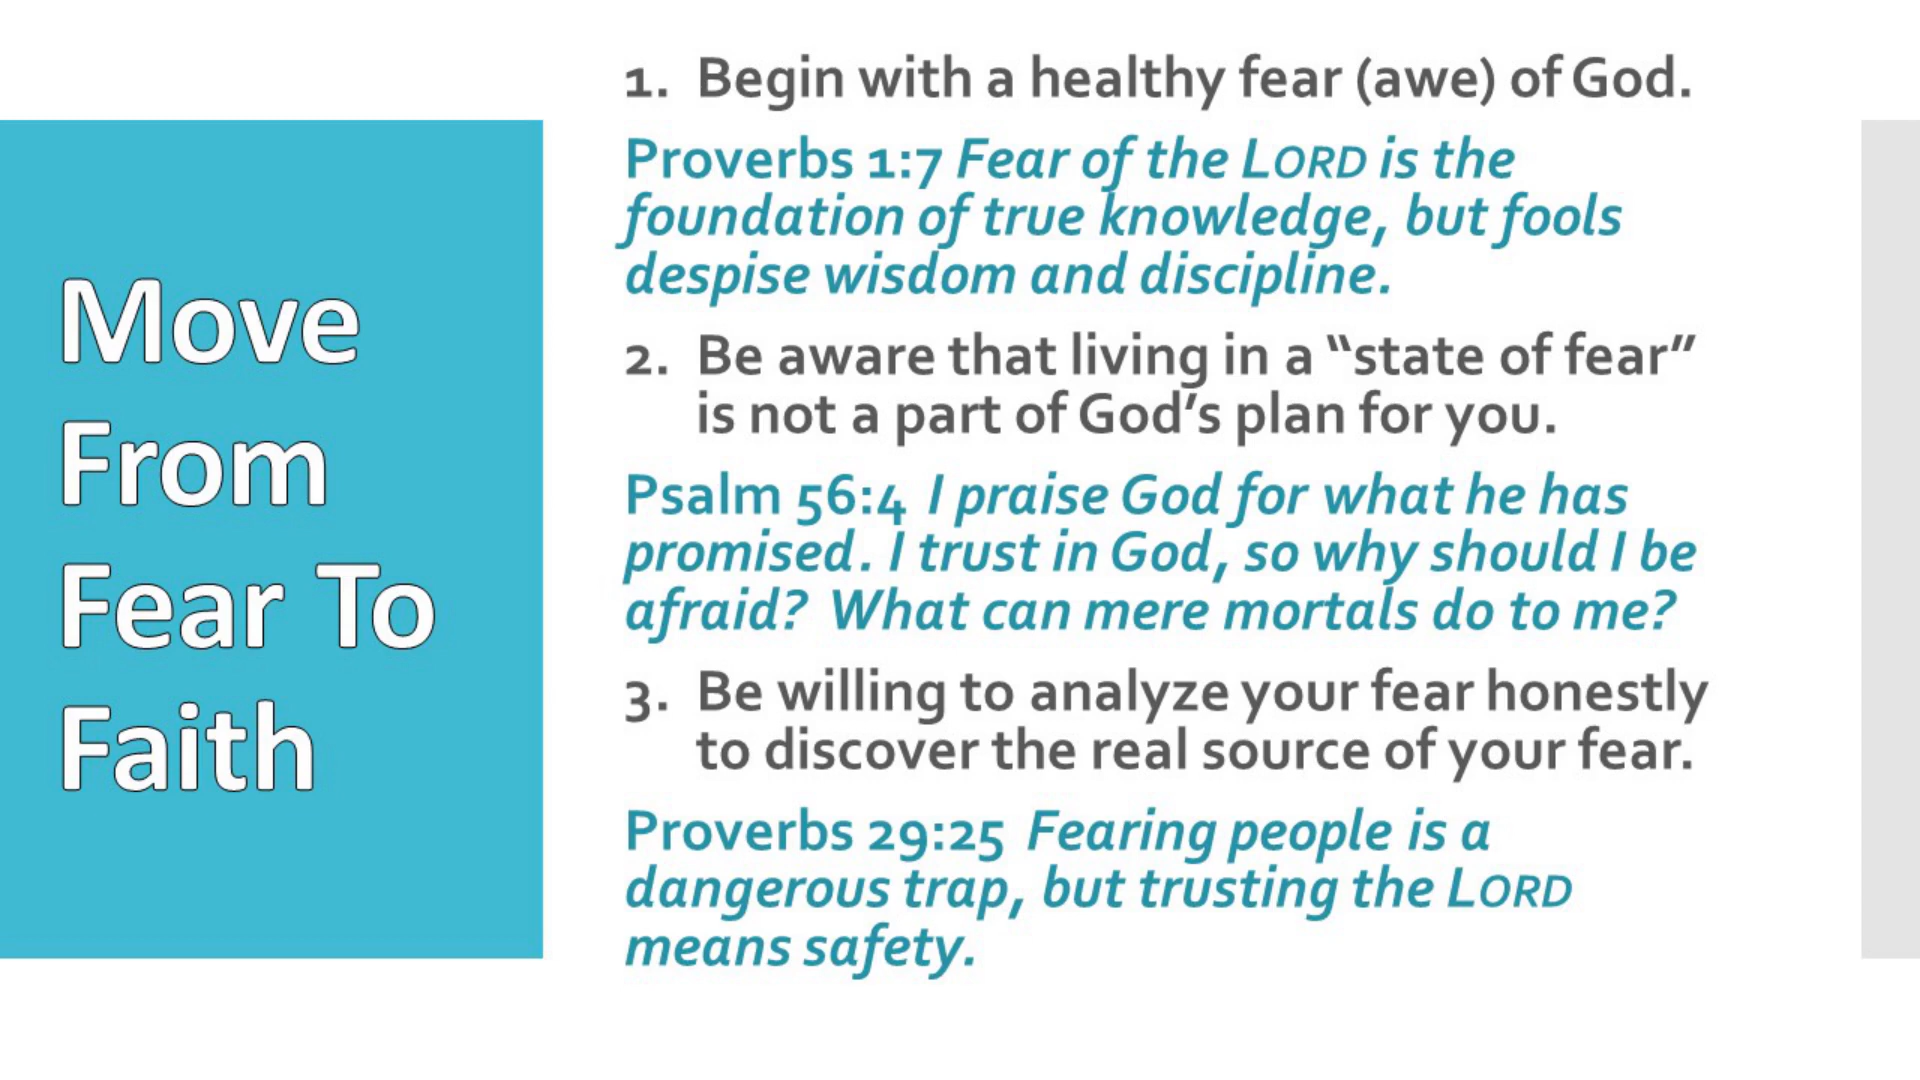 Move
From
Fear To
Faith
1. Begin with a healthy fear (awe) of God.
Proverbs 1:7 Fear of the LORD is the
foundation of true knowledge, but fools
despise wisdom and discipline.
2. Be aware that living in a “state of fear”
is not a part of God’s plan for you.
Psalm 56:4 I praise God for what he has
promised. I trust in God, so why should I be
afraid? What can mere mortals do to me?
3. Be willing to analyze your fear honestly
to discover the real source of your fear.
Proverbs 29:25 Fearing people is a
dangerous trap, but trusting the LORD
means safety.